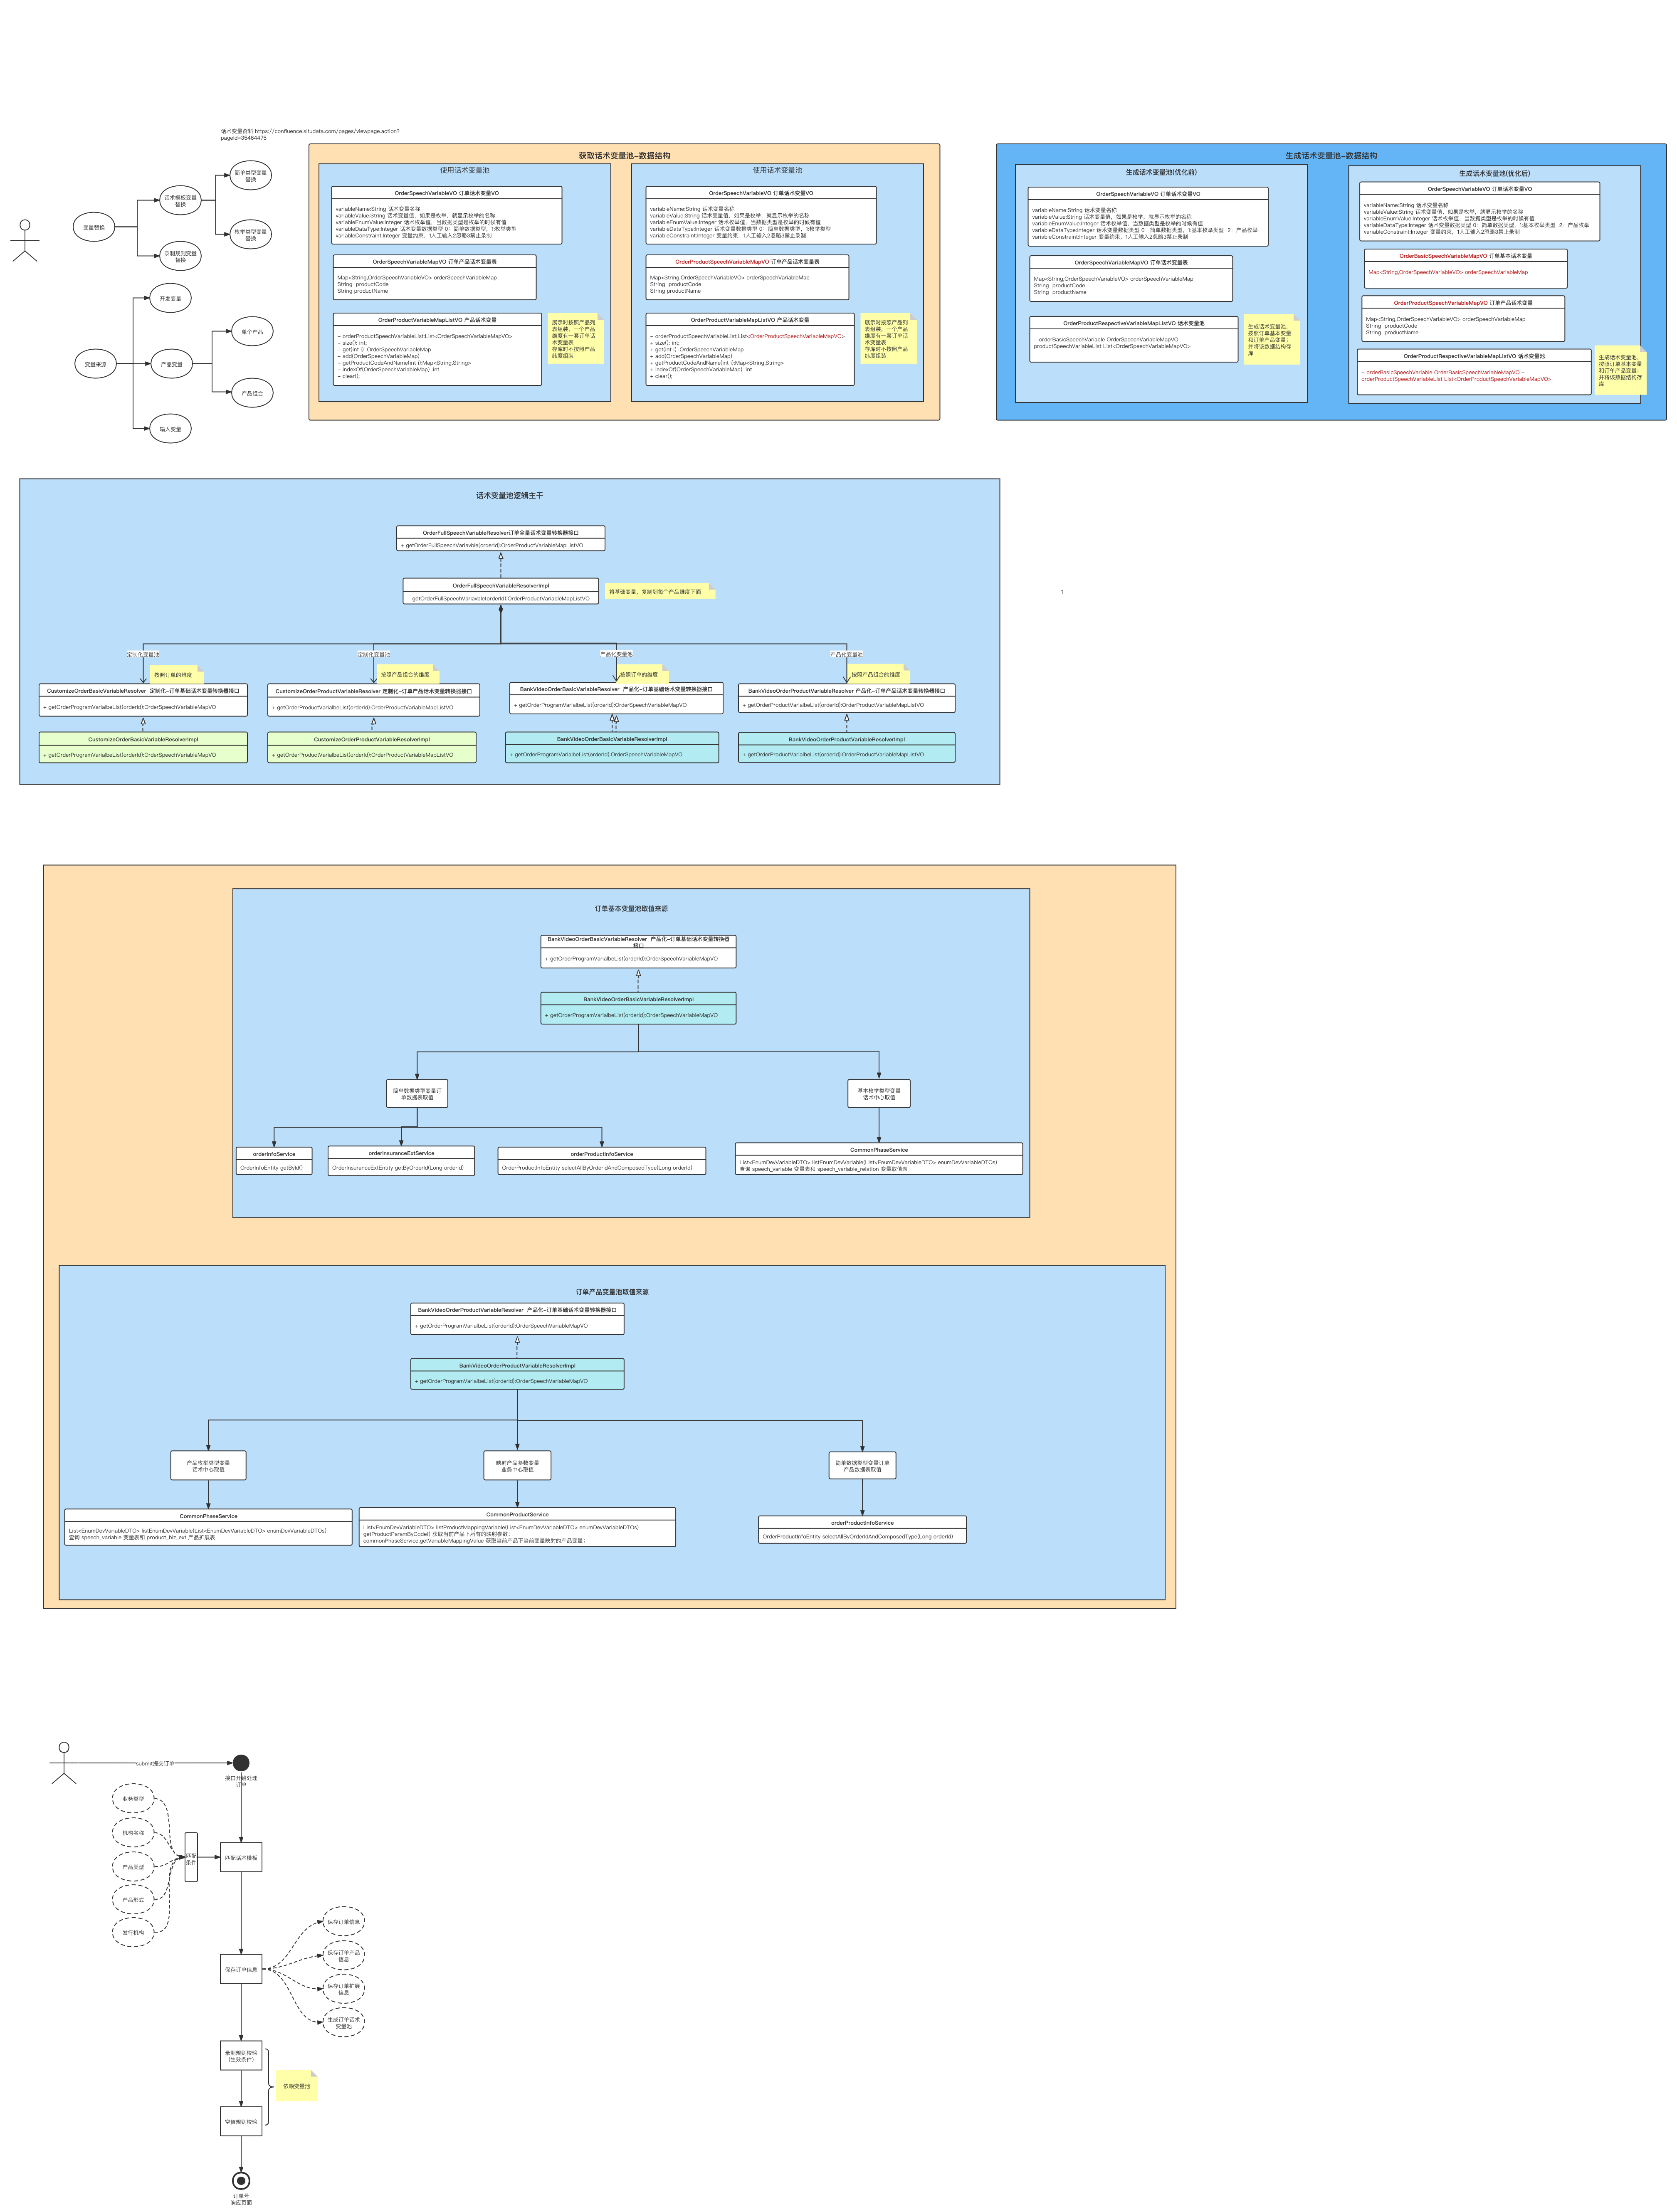 话术变量资料 https://confluence.situdata.com/pages/viewpage.action?
pageId=35464475
变量替换
话术模板变量
替换
简单类型变量
替换
枚举类型变量
替换
录制规则变量
替换
变量来源
开发变量
产品变量
单个产品
产品组合
输入变量
获取话术变量池-数据结构
使用话术变量池
OrderSpeechVariableVO 订单话术变量VO
variableName:String 话术变量名称
variableValue:String 话术变量值，如果是枚举，就显示枚举的名称
variableEnumValue:Integer 话术枚举值，当数据类型是枚举的时候有值
variableDataType:Integer 话术变量数据类型 0：简单数据类型，1:枚举类型
variableConstraint:Integer 变量约束，1人工输入2忽略3禁止录制
OrderSpeechVariableMapVO 订单产品话术变量表
Map<String,OrderSpeechVariableVO> orderSpeechVariableMap
String productCode
String productName
OrderProductVariableMapListVO 产品话术变量
- orderProductSpeechVariableList:List<OrderSpeechVariableMapVO>
+ size(): int;
+ get(int i) :OrderSpeechVariableMap
+ add(OrderSpeechVariableMap)
+ getProductCodeAndName(int i):Map<String,String>
+ indexOf(OrderSpeechVariableMap) :int
+ clear();
展示时按照产品列
表组装，一个产品
维度有一套订单话
术变量表
存库时不按照产品
纬度组装
使用话术变量池
OrderSpeechVariableVO 订单话术变量VO
variableName:String 话术变量名称
variableValue:String 话术变量值，如果是枚举，就显示枚举的名称
variableEnumValue:Integer 话术枚举值，当数据类型是枚举的时候有值
variableDataType:Integer 话术变量数据类型 0：简单数据类型，1:枚举类型
variableConstraint:Integer 变量约束，1人工输入2忽略3禁止录制
OrderProductSpeechVariableMapVO 订单产品话术变量表
Map<String,OrderSpeechVariableVO> orderSpeechVariableMap
String productCode
String productName
OrderProductVariableMapListVO 产品话术变量
- orderProductSpeechVariableList:List<OrderProductSpeechVariableMapVO>
+ size(): int;
+ get(int i) :OrderSpeechVariableMap
+ add(OrderSpeechVariableMap)
+ getProductCodeAndName(int i):Map<String,String>
+ indexOf(OrderSpeechVariableMap) :int
+ clear();
展示时按照产品列
表组装，一个产品
维度有一套订单话
术变量表
存库时不按照产品
纬度组装
生成话术变量池-数据结构
生成话术变量池(优化前)
OrderSpeechVariableVO 订单话术变量VO
variableName:String 话术变量名称
variableValue:String 话术变量值，如果是枚举，就显示枚举的名称
variableEnumValue:Integer 话术枚举值，当数据类型是枚举的时候有值
variableDataType:Integer 话术变量数据类型 0：简单数据类型，1:基本枚举类型 2：产品枚举
variableConstraint:Integer 变量约束，1人工输入2忽略3禁止录制
OrderSpeechVariableMapVO 订单话术变量表
Map<String,OrderSpeechVariableVO> orderSpeechVariableMap
String productCode
String productName
OrderProductRespectiveVariableMapListVO 话术变量池
- orderBasicSpeechVariable OrderSpeechVariableMapVO -
productSpeechVariableList List<OrderSpeechVariableMapVO>
生成话术变量池，
按照订单基本变量
和订单产品变量；
并将该数据结构存
库
生成话术变量池(优化后)
OrderSpeechVariableVO 订单话术变量VO
variableName:String 话术变量名称
variableValue:String 话术变量值，如果是枚举，就显示枚举的名称
variableEnumValue:Integer 话术枚举值，当数据类型是枚举的时候有值
variableDataType:Integer 话术变量数据类型 0：简单数据类型，1:基本枚举类型 2：产品枚举
variableConstraint:Integer 变量约束，1人工输入2忽略3禁止录制
OrderBasicSpeechVariableMapVO 订单基本话术变量
Map<String,OrderSpeechVariableVO> orderSpeechVariableMap
OrderProductSpeechVariableMapVO 订单产品话术变量
Map<String,OrderSpeechVariableVO> orderSpeechVariableMap
String productCode
String productName
OrderProductRespectiveVariableMapListVO 话术变量池
- orderBasicSpeechVariable OrderBasicSpeechVariableMapVO -
orderProductSpeechVariableList List<OrderProductSpeechVariableMapVO>
生成话术变量池，
按照订单基本变量
和订单产品变量；
并将该数据结构存
库
话术变量池逻辑主干
OrderFullSpeechVariableResolver订单全量话术变量转换器接口
+ getOrderFullSpeechVariavble(orderId):OrderProductVariableMapListVO
OrderFullSpeechVariableResolverImpl
+ getOrderFullSpeechVariavble(orderId):OrderProductVariableMapListVO
将基础变量，复制到每个产品维度下面
1
定制化变量池
定制化变量池
产品化变量池
产品化变量池
按照订单的维度
按照产品组合的维度
按照订单的维度
按照产品组合的维度
CustomizeOrderBasicVariableResolver 定制化-订单基础话术变量转换器接口
+ getOrderProgramVarialbeList(orderId):OrderSpeechVariableMapVO
CustomizeOrderProductVariableResolver 定制化-订单产品话术变量转换器接口
+ getOrderProductVarialbeList(orderId):OrderProductVariableMapListVO
BankVideoOrderBasicVariableResolver 产品化-订单基础话术变量转换器接口
+ getOrderProgramVarialbeList(orderId):OrderSpeechVariableMapVO
BankVideoOrderProductVariableResolver 产品化-订单产品话术变量转换器接口
+ getOrderProductVarialbeList(orderId):OrderProductVariableMapListVO
CustomizeOrderBasicVariableResolverImpl
+ getOrderProgramVarialbeList(orderId):OrderSpeechVariableMapVO
CustomizeOrderProductVariableResolverImpl
+ getOrderProductVarialbeList(orderId):OrderProductVariableMapListVO
BankVideoOrderBasicVariableResolverImpl
+ getOrderProgramVarialbeList(orderId):OrderSpeechVariableMapVO
BankVideoOrderProductVariableResolverImpl
+ getOrderProductVarialbeList(orderId):OrderProductVariableMapListVO
订单基本变量池取值来源
BankVideoOrderBasicVariableResolver 产品化-订单基础话术变量转换器
接口
+ getOrderProgramVarialbeList(orderId):OrderSpeechVariableMapVO
BankVideoOrderBasicVariableResolverImpl
+ getOrderProgramVarialbeList(orderId):OrderSpeechVariableMapVO
简单数据类型变量订
单数据表取值
基本枚举类型变量
话术中心取值
orderInfoService
OrderInfoEntity getById()
orderInsuranceExtService
OrderInsuranceExtEntity getByOrderId(Long orderId)
orderProductInfoService
OrderProductInfoEntity selectAllByOrderIdAndComposedType(Long orderId)
CommonPhaseService
List<EnumDevVariableDTO> listEnumDevVariable(List<EnumDevVariableDTO> enumDevVariableDTOs)
查询 speech_variable 变量表和 speech_variable_relation 变量取值表
订单产品变量池取值来源
BankVideoOrderProductVariableResolver 产品化-订单基础话术变量转换器接口
+ getOrderProgramVarialbeList(orderId):OrderSpeechVariableMapVO
BankVideoOrderProductVariableResolverImpl
+ getOrderProgramVarialbeList(orderId):OrderSpeechVariableMapVO
产品枚举类型变量
话术中心取值
映射产品参数变量
业务中心取值
简单数据类型变量订单
产品数据表取值
CommonPhaseService
List<EnumDevVariableDTO> listEnumDevVariable(List<EnumDevVariableDTO> enumDevVariableDTOs)
查询 speech_variable 变量表和 product_biz_ext 产品扩展表
CommonProductService
List<EnumDevVariableDTO> listProductMappingVariable(List<EnumDevVariableDTO> enumDevVariableDTOs)
getProductParamByCode() 获取当前产品下所有的映射参数；
commonPhaseService.getVariableMappingValue 获取当前产品下当前变量映射的产品变量；
orderProductInfoService
OrderProductInfoEntity selectAllByOrderIdAndComposedType(Long orderId)
submit提交订单
接口开始处理
订单
业务类型
机构名称
产品类型
产品形式
发行机构
匹配
条件
匹配话术模板
保存订单信息
保存订单信息
保存订单产品
信息
保存订单扩展
信息
生成订单话术
变量池
录制规则校验
(生效条件)
依赖变量池
空值规则校验
订单号
响应页面